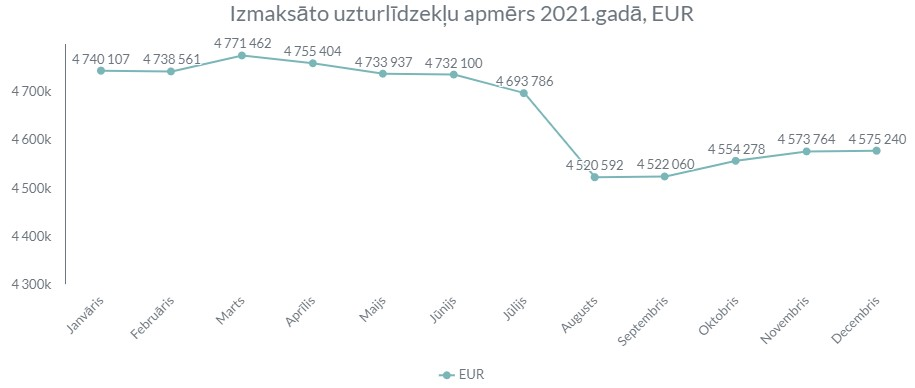 Izmaksāto uzturlīdzekļu apmērs 2021.gadā, EUR
4 740 107
4 738 561
4 771 462
4 755 404
4 733 937
4 732 100
4 693 786
4 520 592
4 522 060
4 554 278
4 573 764
4 575 240
4 700k
4 600k
4 500k
4 400k
4 300k
Janvāris
Februāris
Marts
Aprīlis
Maijs
Jūnijs
Jūlijs
Augusts
Septembris
Oktobris
Novembris
Decembris
EUR